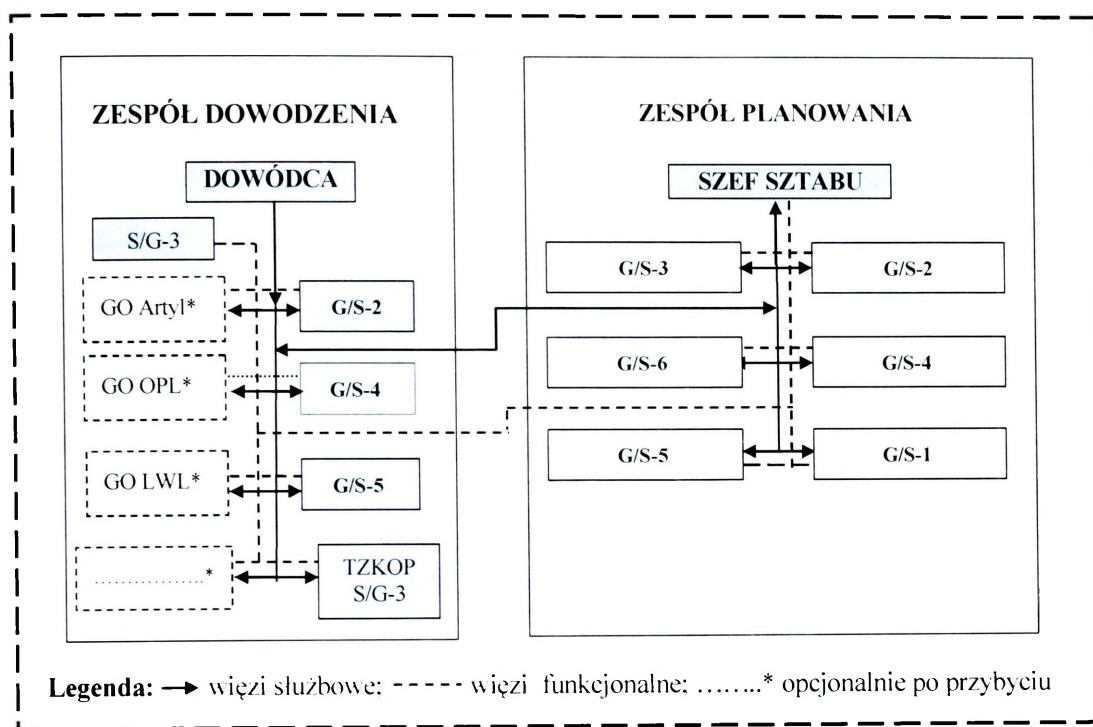 ZESPÓŁ DOWODZENIA
DOWÓDCA
S/G-3
GO Artyl*
G/S-2
GO OPL*
G/S-4
GO LWL*
G/S-5
..................*
TZKOP
S/G-3
ZESPÓŁ PLANOWANIA
SZEF SZTABU
G/S-3
G/S-2
G/S-6
G/S-4
G/S-5
G/S-1
Legenda: → więzi służbowe; ------ więzi funkcjonalne; ........* opcjonalnie po przybyciu